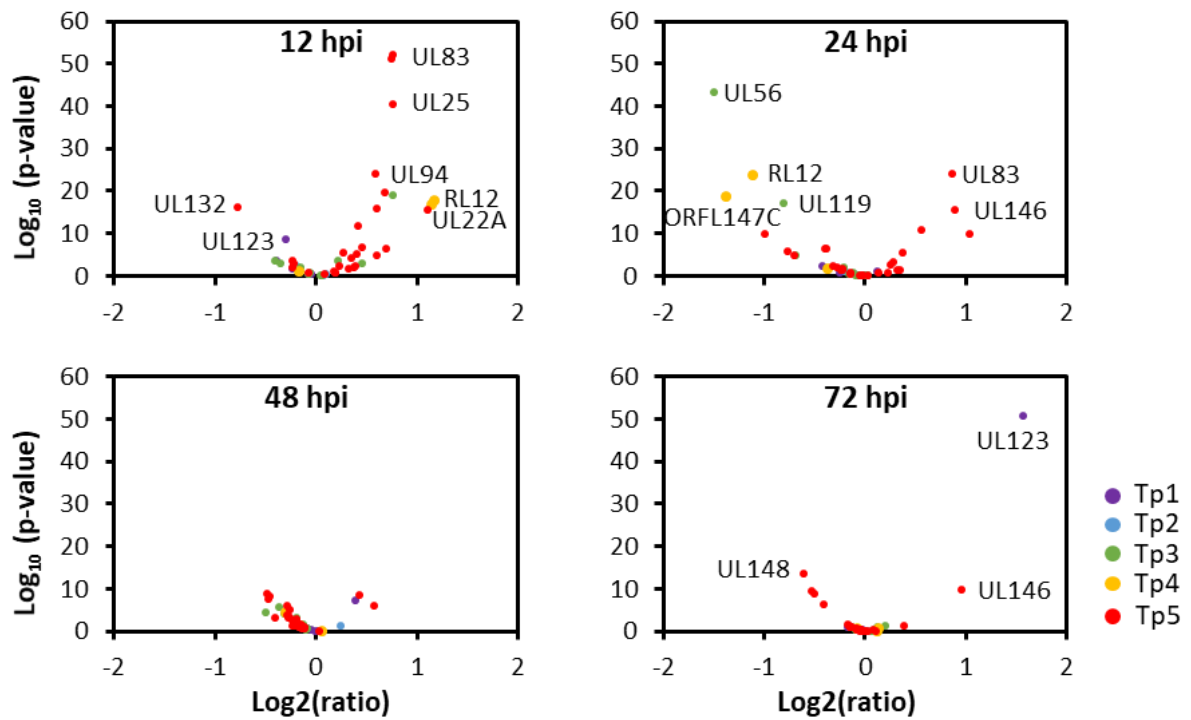 60
50
40
30
20
10
0
-2 -1 0 1 2
Log10 (p-value)
12 hpi
UL83
UL25
UL94
RL12
UL22A
UL132
UL123
60
50
40
30
20
10
0
-2 -1 0 1 2
24 hpi
UL56
RL12
UL119
ORFL147C
UL83
UL146
60
50
40
30
20
10
0
-2 -1 0 1 2
Log10 (p-value)
Log2(ratio)
48 hpi
60
50
40
30
20
10
0
-2 -1 0 1 2
Log2(ratio)
72 hpi
UL123
UL148
UL146
Tp1
Tp2
Tp3
Tp4
Tp5